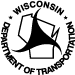 WISCONSIN
DEPARTMENT OF TRANSPORTATION